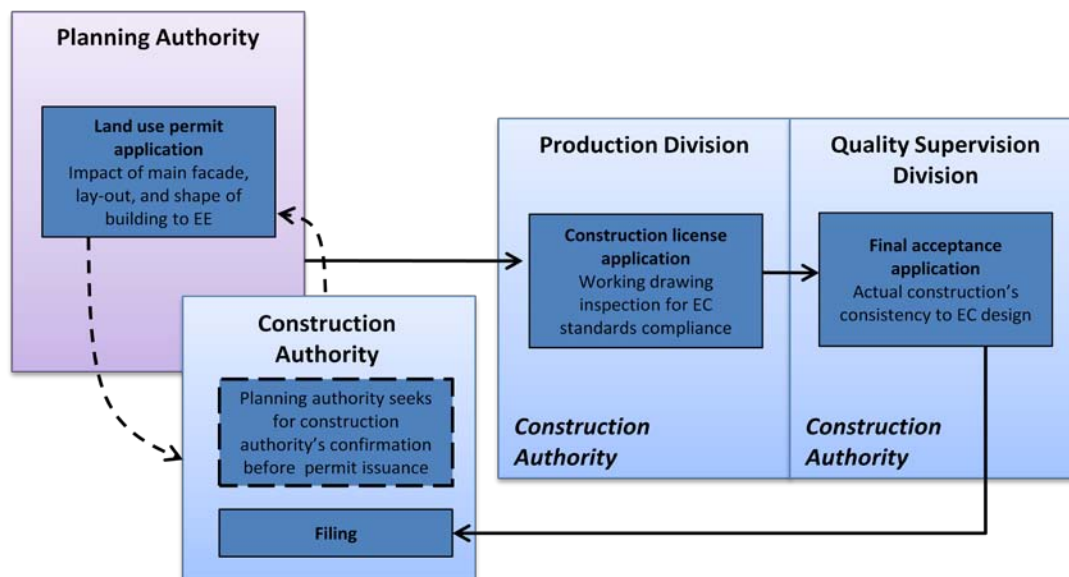 Planning Authority
Land use permit
application
Impact of main facade,
lay-out, and shape of
building to EE
Construction
Authority
Planning authority seeks
for construction
authority's confirmation
before permit issuance
Filing
Production Division
Construction license
application
Working drawing
inspection for EC
standards compliance
Construction
Authority
Quality Supervision
Division
Final acceptance
application
Actual construction's
consistency to EC design
Construction
Authority